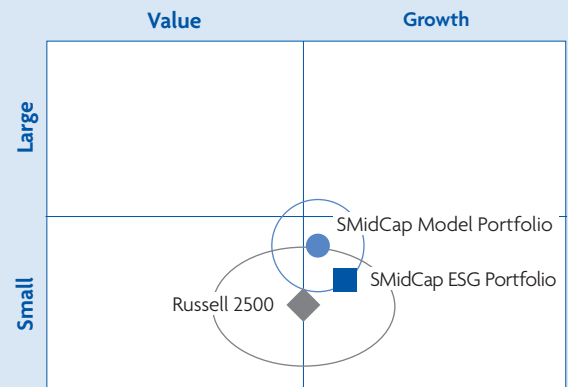 Value
Growth
Large
SMidCap Model Portfolio
SMidCap ESG Portfolio
Russell 2500
Small